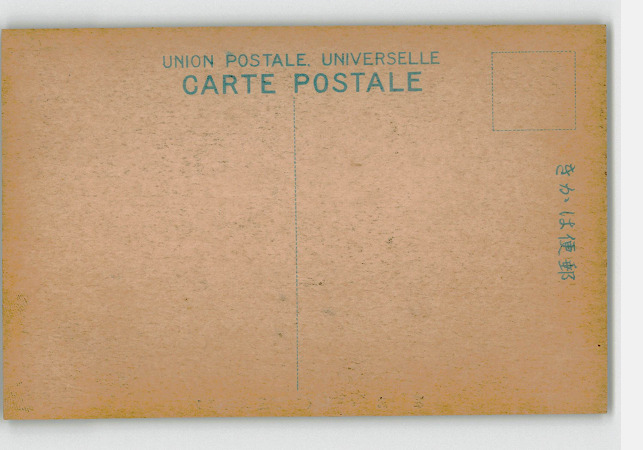 UNION POSTALE. UNIVERSELLE
CARTE POSTALE
きかは便郵